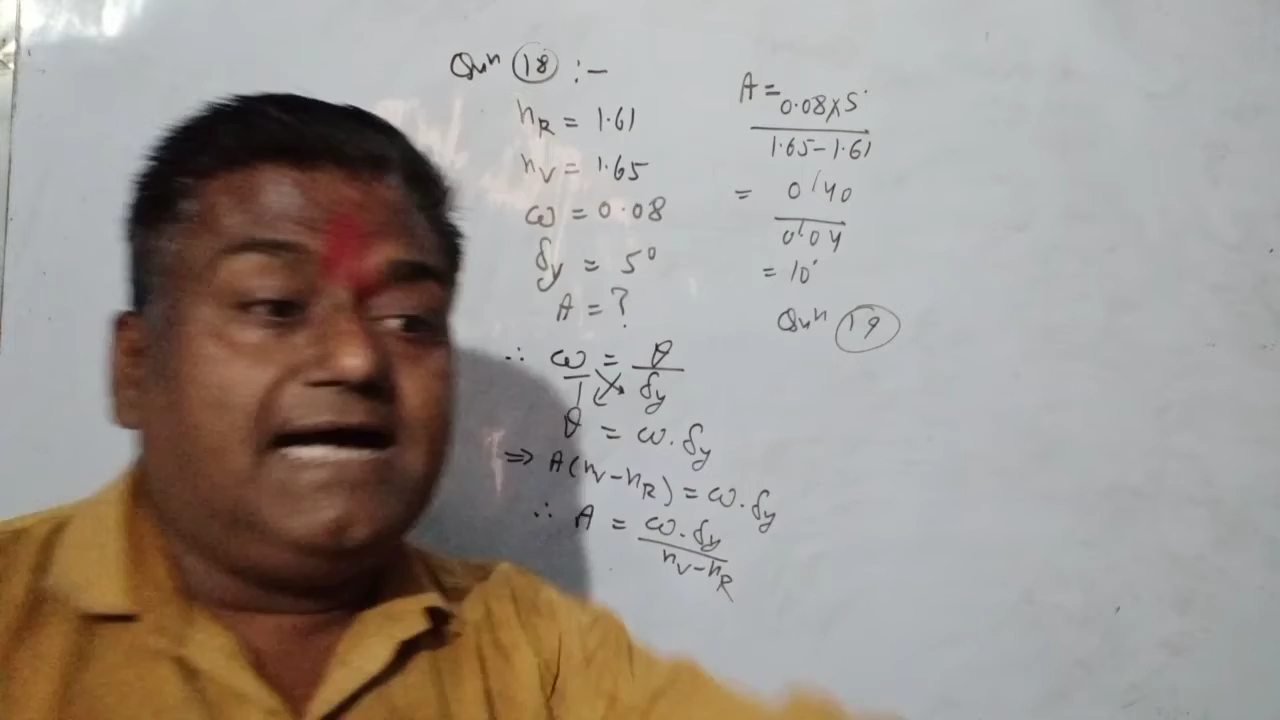 Qun 18 :-
nR = 1.61
nV = 1.65
ω = 0.08
δy = 5°
A = ?
∴ ω/1 = θ/δy
θ = ω.δy
⇒ A(nV-nR) = ω.δy
∴ A = ω.δy/nV-nR
A = 0.08×5°/1.65-1.61
= 0.40/0.04
= 10°
Qun 19